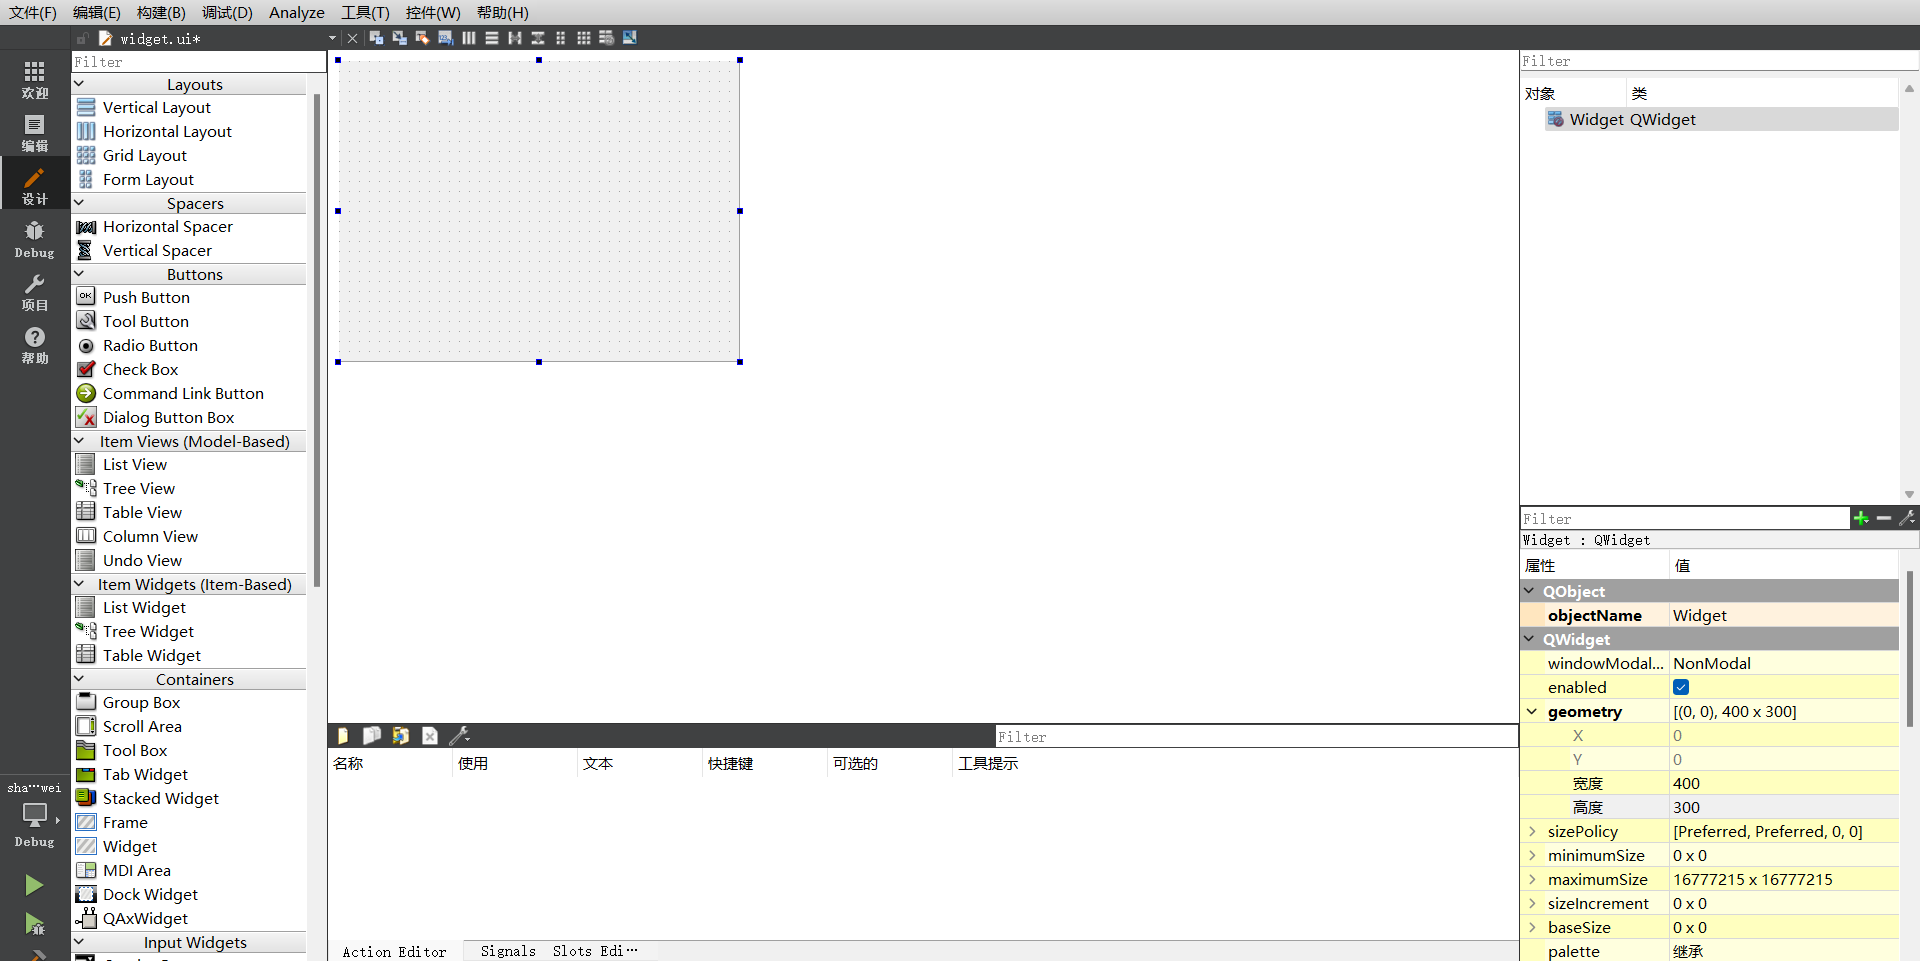 文件(F) 编辑(E) 构建(B) 调试(D) Analyze 工具(T) 控件(W) 帮助(H)
widget.ui*
欢迎
编辑
设计
Debug
项目
帮助
sha···wei
Debug
Filter
Layouts
Vertical Layout
Horizontal Layout
Grid Layout
Form Layout
Spacers
Horizontal Spacer
Vertical Spacer
Buttons
Push Button
Tool Button
Radio Button
Check Box
Command Link Button
Dialog Button Box
Item Views (Model-Based)
List View
Tree View
Table View
Column View
Undo View
Item Widgets (Item-Based)
List Widget
Tree Widget
Table Widget
Containers
Group Box
Scroll Area
Tool Box
Tab Widget
Stacked Widget
Frame
Widget
MDI Area
Dock Widget
QAxWidget
Input Widgets
Filter
名称 使用 文本 快捷键 可选的 工具提示
Action Editor Signals Slots Edi···
Filter
对象 类
Widget QWidget
Filter
Widget : QWidget
属性 值
QObject
objectName Widget
QWidget
windowModal... NonModal
enabled
geometry [(0, 0), 400 x 300]
X 0
Y 0
宽度 400
高度 300
sizePolicy [Preferred, Preferred, 0, 0]
minimumSize 0 x 0
maximumSize 16777215 x 16777215
sizeIncrement 0 x 0
baseSize 0 x 0
palette 继承